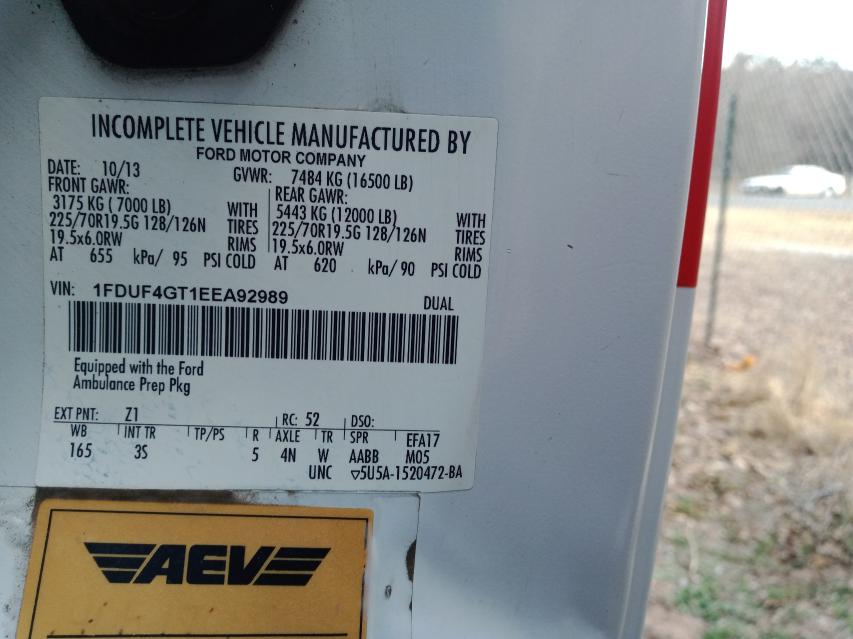 INCOMPLETE VEHICLE MANUFACTURED BY
FORD MOTOR COMPANY
DATE: 10/13 GVWR: 7484 KG (16500 LB)
FRONT GAWR: REAR GAWR:
3175 KG ( 7000 LB) WITH 5443 KG (12000 LB) WITH
225/70R19.5G 128/126N TIRES 225/70R19.5G 128/126N TIRES
19.5x6.0RW RIMS 19.5x6.0RW RIMS
AT 655 kPa/ 95 PSI COLD AT 620 kPa/ 90 PSI COLD
VIN: 1FDUF4GT1EEA92989 DUAL
Equipped with the Ford
Ambulance Prep Pkg
EXT PNT: Z1 RC: 52 DSO:
WB INT TR TP/PS R AXLE TR SPR EFA17
165 3S 5 4N W AABB M05
UNC ▽5U5A-1520472-BA
AEV